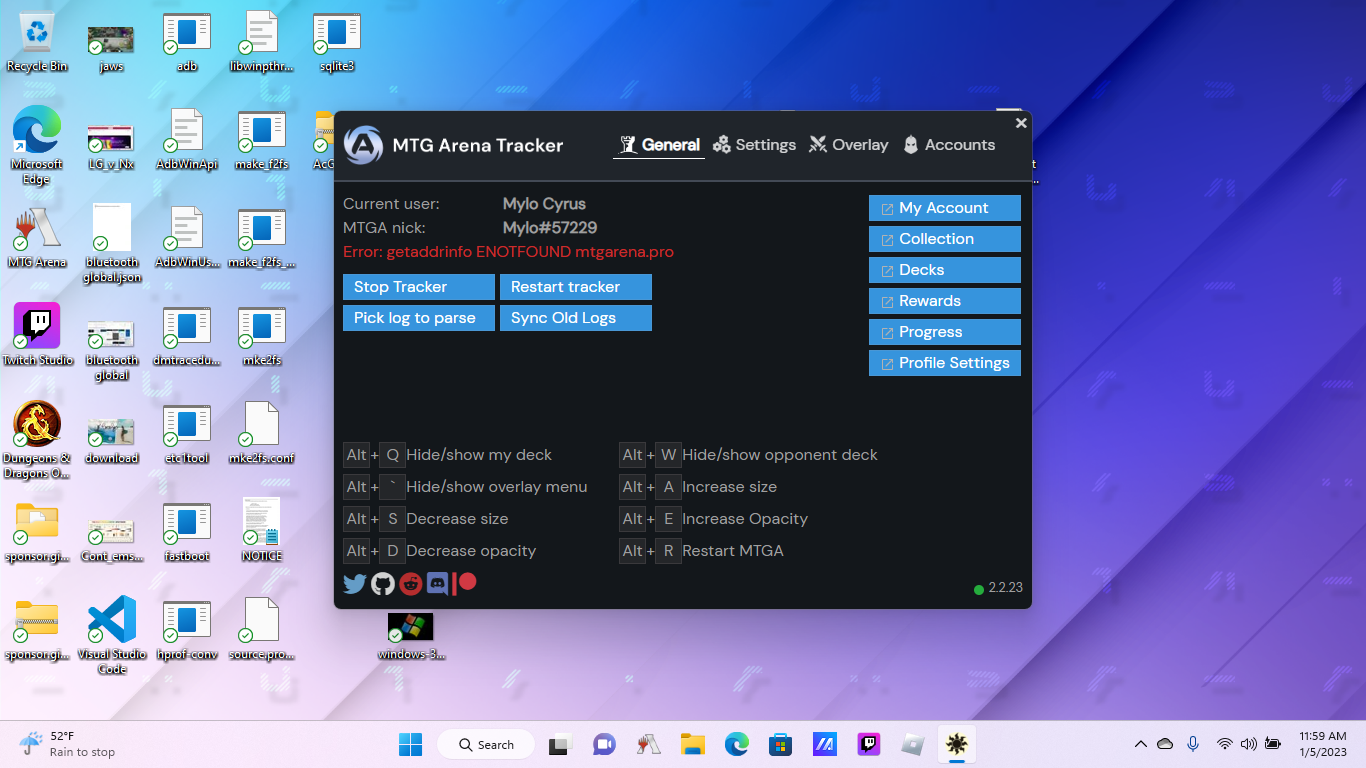 Recycle Bin
jaws
adb
libwinpthr...
sqlite3
Microsoft
Edge
LG_v_Nx
AdbWinApi
make_f2fs
MTG Arena
bluetooth
global.json
AdbWinUs...
make_f2fs_...
Twitch Studio
bluetooth
global
dmtracedu...
mke2fs
Dungeons &
Dragons O...
download
etc1tool
mke2fs.conf
sponsor.gi...
Cont_ems...
fastboot
NOTICE
sponsor.gi...
Visual Studio
Code
hprof-conv
source.pro...
windows-3...
MTG Arena Tracker
General
Settings
Overlay
Accounts
Current user: Mylo Cyrus
MTGA nick: Mylo#57229
Error: getaddrinfo ENOTFOUND mtgarena.pro
Stop Tracker
Restart tracker
Pick log to parse
Sync Old Logs
My Account
Collection
Decks
Rewards
Progress
Profile Settings
Alt + Q Hide/show my deck
Alt + W Hide/show opponent deck
Alt + ` Hide/show overlay menu
Alt + A Increase size
Alt + S Decrease size
Alt + E Increase Opacity
Alt + D Decrease opacity
Alt + R Restart MTGA
2.2.23
52°F
Rain to stop
Search
11:59 AM
1/5/2023